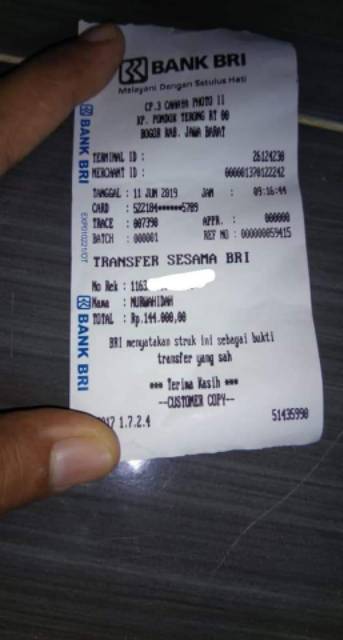 BANK BRI
Melayani Dengan Setulus Hati
CP.3 CAHAYA PHOTO II
KP. PONDOK TERONG RT 00
BOGOR KAB. JAWA BARAT
TERMINAL ID : 26124230
MERCHANT ID : 000001370122242
TANGGAL : 11 JUN 2019 JAM : 09:16:44
CARD : 522184******5789
TRACE : 007390 APPR. : 000000
BATCH : 000001 REF NO : 000000059415
TRANSFER SESAMA BRI
No Rek : 1163
Nama : NURWAHIDAH
TOTAL : Rp.144.000,00
BRI menyatakan struk ini sebagai bukti
transfer yang sah
*** Terima Kasih ***
--CUSTOMER COPY--
1.7.2.4 51435990
BANK BRI
BANK BRI